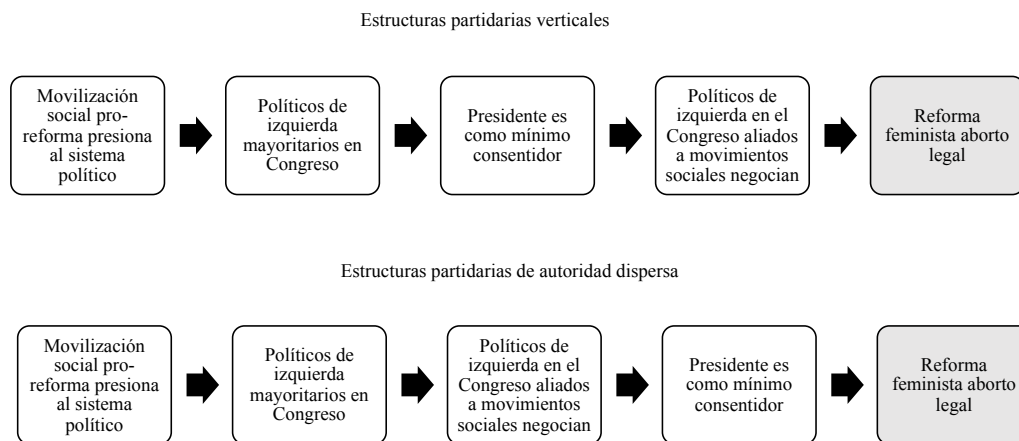 Estructuras partidarias verticales
Movilización
social pro-
reforma presiona
al sistema
político
Políticos de
izquierda
mayoritarios en
Congreso
Presidente es
como mínimo
consentidor
Políticos de
izquierda en el
Congreso aliados
a movimientos
sociales negocian
Reforma
feminista aborto
legal
Estructuras partidarias de autoridad dispersa
Movilización
social pro-
reforma presiona
al sistema
político
Políticos de
izquierda
mayoritarios en
Congreso
Políticos de
izquierda en el
Congreso aliados
a movimientos
sociales negocian
Presidente es
como mínimo
consentidor
Reforma
feminista aborto
legal